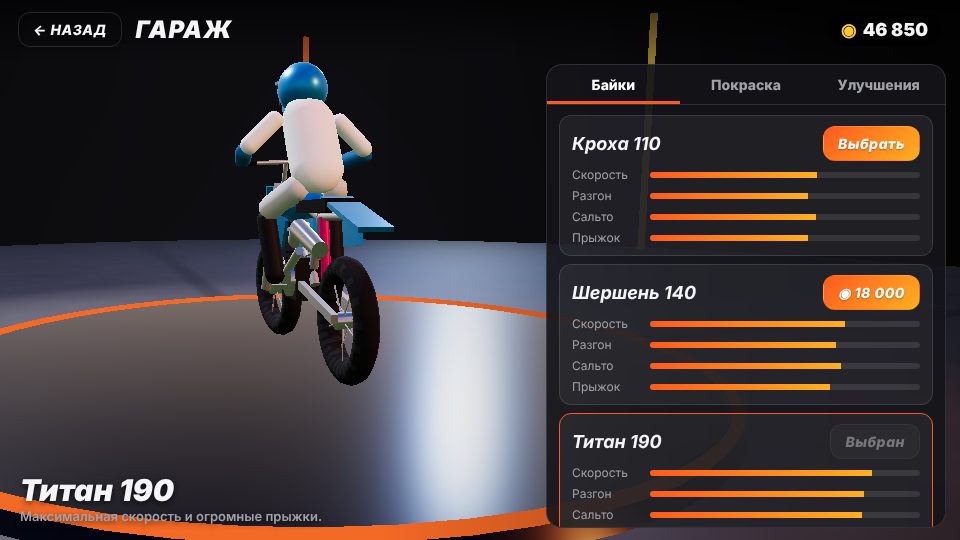 ← НАЗАД
ГАРАЖ
46 850
Байки
Покраска
Улучшения
Кроха 110
Выбрать
Скорость
Разгон
Сальто
Прыжок
Шершень 140
18 000
Скорость
Разгон
Сальто
Прыжок
Титан 190
Выбран
Скорость
Разгон
Сальто
Титан 190
Максимальная скорость и огромные прыжки.